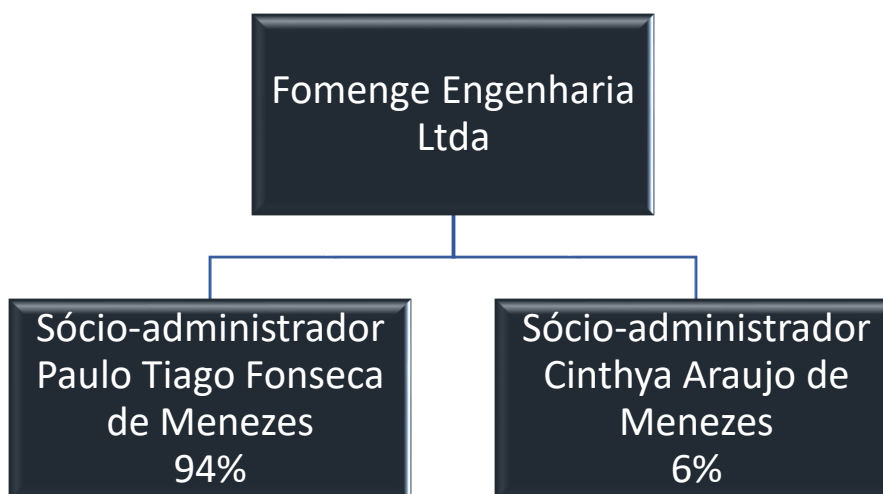 Fomenge Engenharia
Ltda
Sócio-administrador
Paulo Tiago Fonseca
de Menezes
94%
Sócio-administrador
Cinthya Araujo de
Menezes
6%